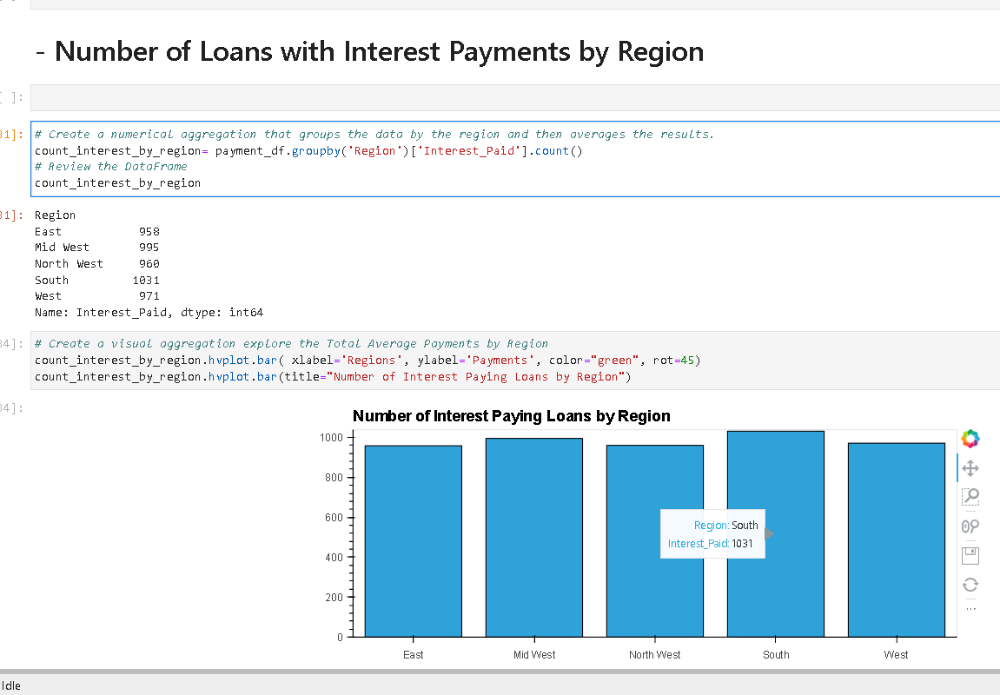 - Number of Loans with Interest Payments by Region
[ ]:
31]:
# Create a numerical aggregation that groups the data by the region and then averages the results.
count_interest_by_region= payment_df.groupby('Region')['Interest_Paid'].count()
# Review the DataFrame
count_interest_by_region
31]:
Region
East 958
Mid West 995
North West 960
South 1031
West 971
Name: Interest_Paid, dtype: int64
34]:
# Create a visual aggregation explore the Total Average Payments by Region
count_interest_by_region.hvplot.bar( xlabel='Regions', ylabel='Payments', color="green", rot=45)
count_interest_by_region.hvplot.bar(title="Number of Interest Paying Loans by Region")
34]:
Number of Interest Paying Loans by Region
1000
800
600
400
200
0
Region: South
Interest_Paid: 1031
East Mid West North West South West
Idle